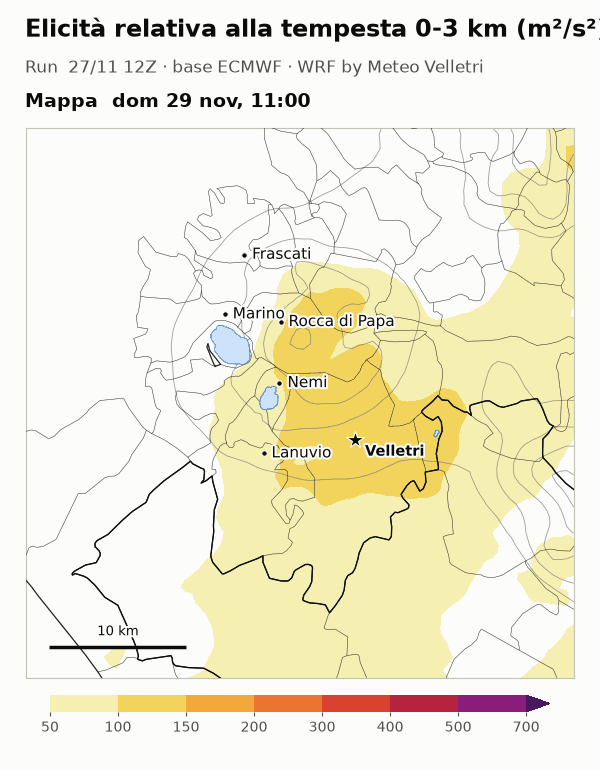 Elicità relativa alla tempesta 0-3 km (m²/s²)
Run 27/11 12Z · base ECMWF · WRF by Meteo Velletri
Mappa dom 29 nov, 11:00
Frascati
Marino
Rocca di Papa
Nemi
Velletri
Lanuvio
10 km
50 100 150 200 300 400 500 700